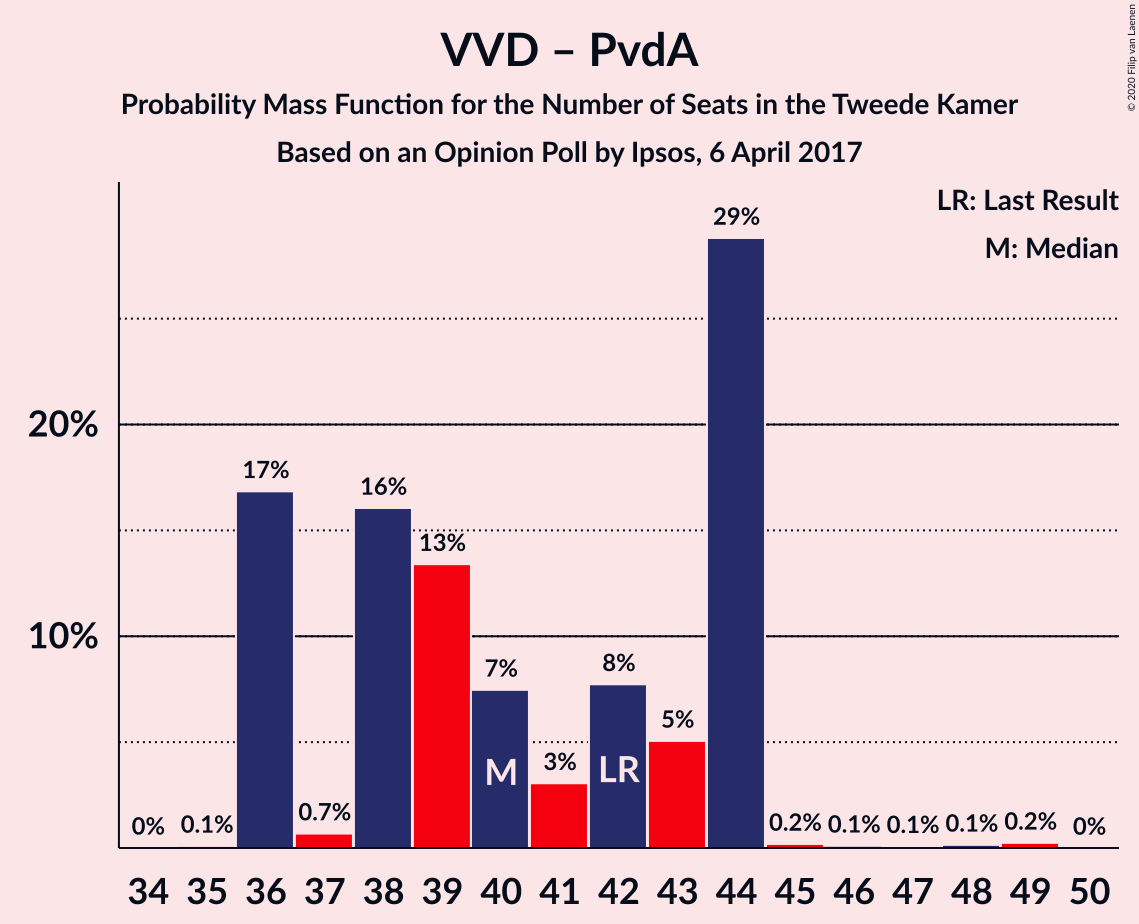 VVD – PvdA
Probability Mass Function for the Number of Seats in the Tweede Kamer
Based on an Opinion Poll by Ipsos, 6 April 2017
© 2020 Filip van Laenen
LR: Last Result
M: Median
20%
10%
0%
0.1%
17%
0.7%
16%
13%
7%
3%
8%
5%
29%
0.2%
0.1%
0.1%
0.1%
0.2%
0%
M
LR
34 35 36 37 38 39 40 41 42 43 44 45 46 47 48 49 50